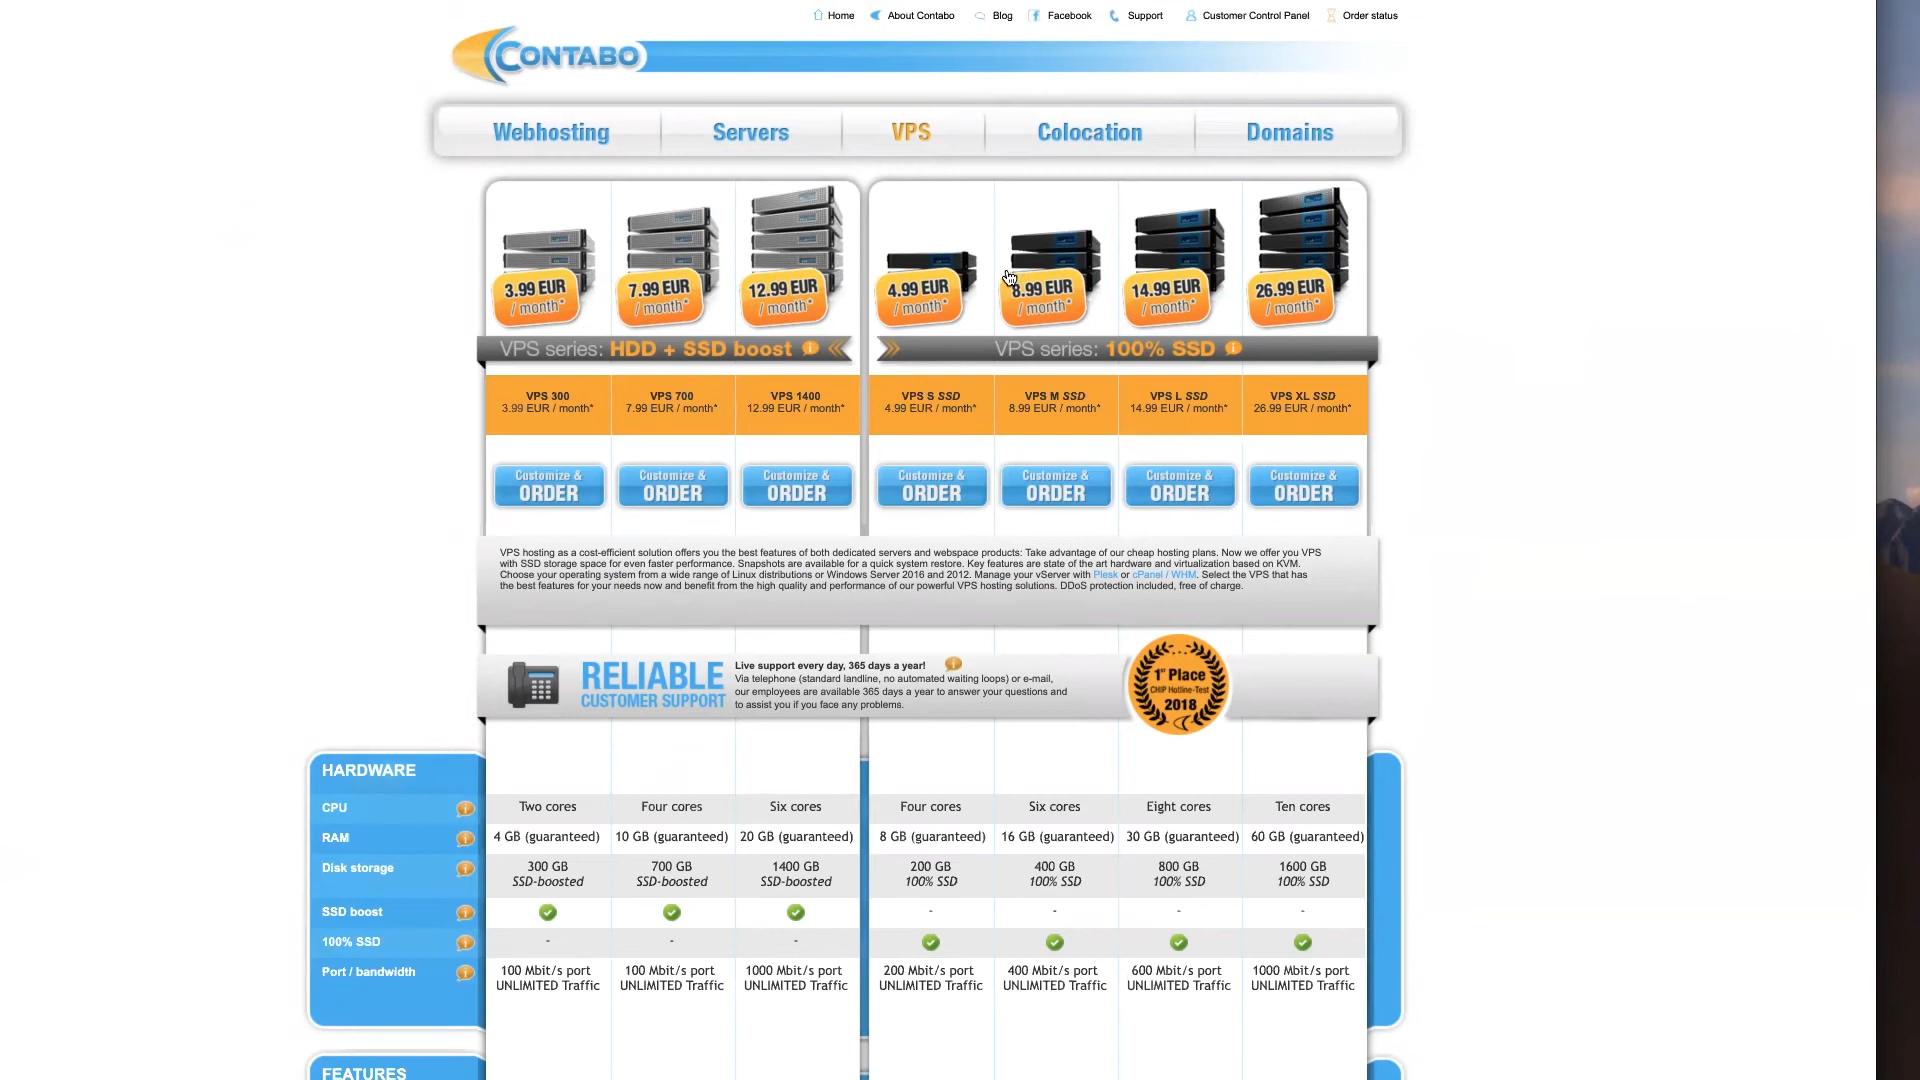 Home
About Contabo
Blog
Facebook
Support
Customer Control Panel
Order status
CONTABO
Webhosting
Servers
VPS
Colocation
Domains
3.99 EUR
/ month*
7.99 EUR
/ month*
12.99 EUR
/ month*
4.99 EUR
/ month*
8.99 EUR
/ month*
14.99 EUR
/ month*
26.99 EUR
/ month*
VPS series: HDD + SSD boost
VPS series: 100% SSD
VPS 300
3.99 EUR / month*
VPS 700
7.99 EUR / month*
VPS 1400
12.99 EUR / month*
VPS S SSD
4.99 EUR / month*
VPS M SSD
8.99 EUR / month*
VPS L SSD
14.99 EUR / month*
VPS XL SSD
26.99 EUR / month*
Customize &
ORDER
Customize &
ORDER
Customize &
ORDER
Customize &
ORDER
Customize &
ORDER
Customize &
ORDER
Customize &
ORDER
VPS hosting as a cost-efficient solution offers you the best features of both dedicated servers and webspace products: Take advantage of our cheap hosting plans. Now we offer you VPS
with SSD storage space for even faster performance. Snapshots are available for a quick system restore. Key features are state of the art hardware and virtualization based on KVM.
Choose your operating system from a wide range of Linux distributions or Windows Server 2016 and 2012. Manage your vServer with Plesk or cPanel / WHM. Select the VPS that has
the best features for your needs now and benefit from the high quality and performance of our powerful VPS hosting solutions. DDoS protection included, free of charge.
RELIABLE
CUSTOMER SUPPORT
Live support every day, 365 days a year!
Via telephone (standard landline, no automated waiting loops) or e-mail,
our employees are available 365 days a year to answer your questions and
to assist you if you face any problems.
1st Place
CHIP Hotline-Test
2018
HARDWARE
CPU
Two cores
Four cores
Six cores
Four cores
Six cores
Eight cores
Ten cores
RAM
4 GB (guaranteed)
10 GB (guaranteed)
20 GB (guaranteed)
8 GB (guaranteed)
16 GB (guaranteed)
30 GB (guaranteed)
60 GB (guaranteed)
Disk storage
300 GB
SSD-boosted
700 GB
SSD-boosted
1400 GB
SSD-boosted
200 GB
100% SSD
400 GB
100% SSD
800 GB
100% SSD
1600 GB
100% SSD
SSD boost
-
-
-
-
100% SSD
-
-
-
Port / bandwidth
100 Mbit/s port
UNLIMITED Traffic
100 Mbit/s port
UNLIMITED Traffic
1000 Mbit/s port
UNLIMITED Traffic
200 Mbit/s port
UNLIMITED Traffic
400 Mbit/s port
UNLIMITED Traffic
600 Mbit/s port
UNLIMITED Traffic
1000 Mbit/s port
UNLIMITED Traffic
FEATURES